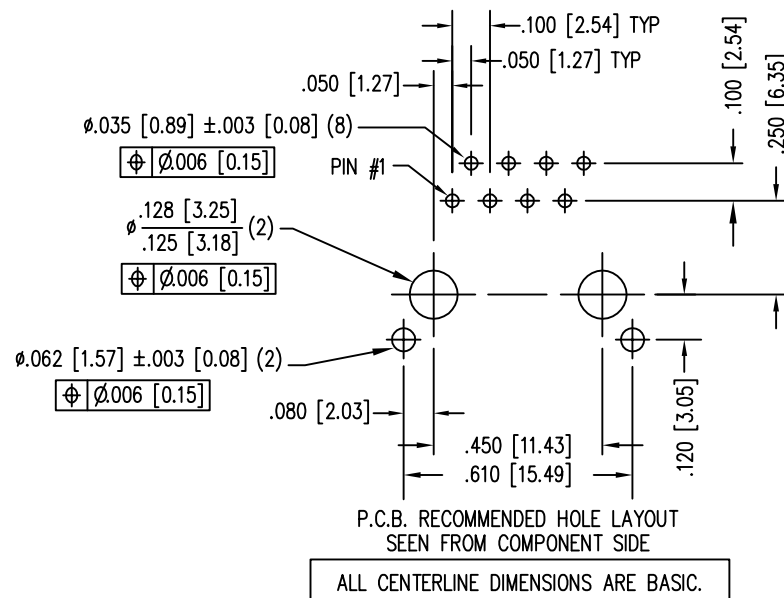 .100 [2.54] TYP
.050 [1.27] TYP
.050 [1.27]
.100 [2.54]
.250 [6.35]
ø.035 [0.89] ±.003 [0.08] (8)
⌖ Ø.006 [0.15]
PIN #1
ø .128 [3.25]
.125 [3.18] (2)
⌖ Ø.006 [0.15]
ø.062 [1.57] ±.003 [0.08] (2)
⌖ Ø.006 [0.15]
.080 [2.03]
.120 [3.05]
.450 [11.43]
.610 [15.49]
P.C.B. RECOMMENDED HOLE LAYOUT
SEEN FROM COMPONENT SIDE
ALL CENTERLINE DIMENSIONS ARE BASIC.